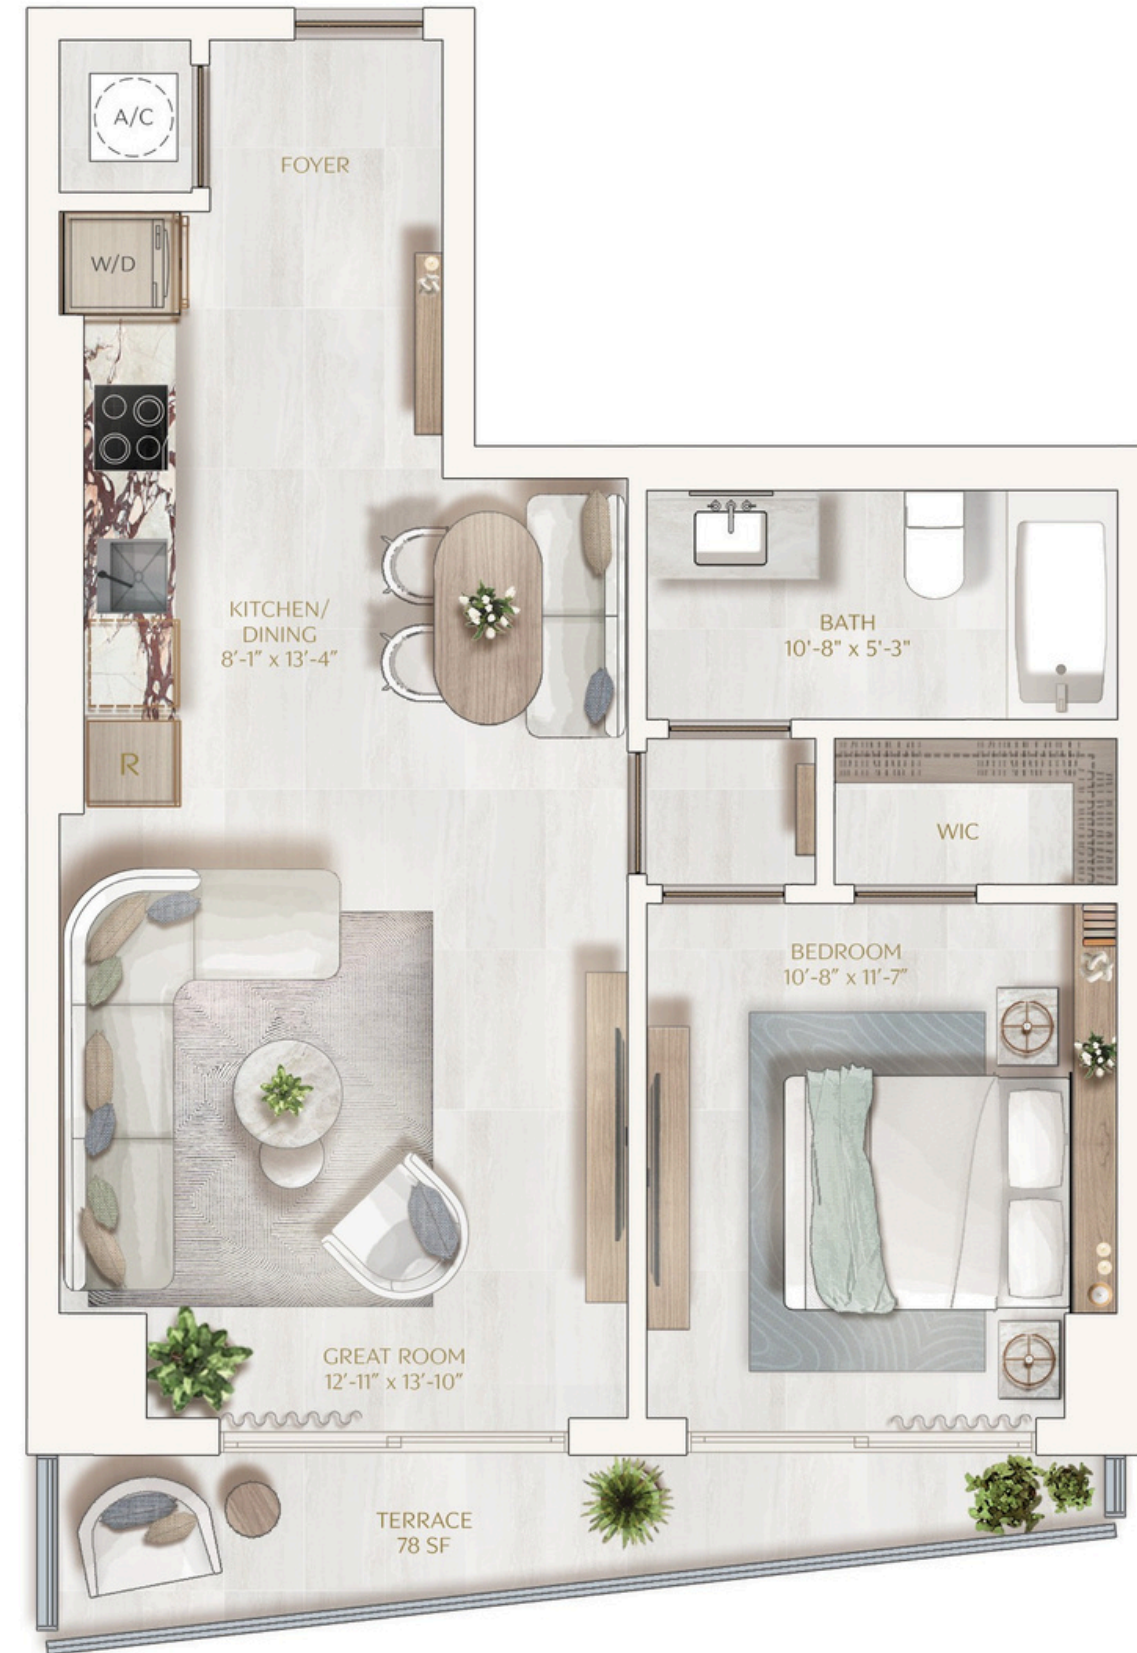 A/C
FOYER
W/D
KITCHEN/
DINING
8'-1" x 13'-4"
BATH
10'-8" x 5'-3"
R
WIC
BEDROOM
10'-8" x 11'-7"
GREAT ROOM
12'-11" x 13'-10"
TERRACE
78 SF